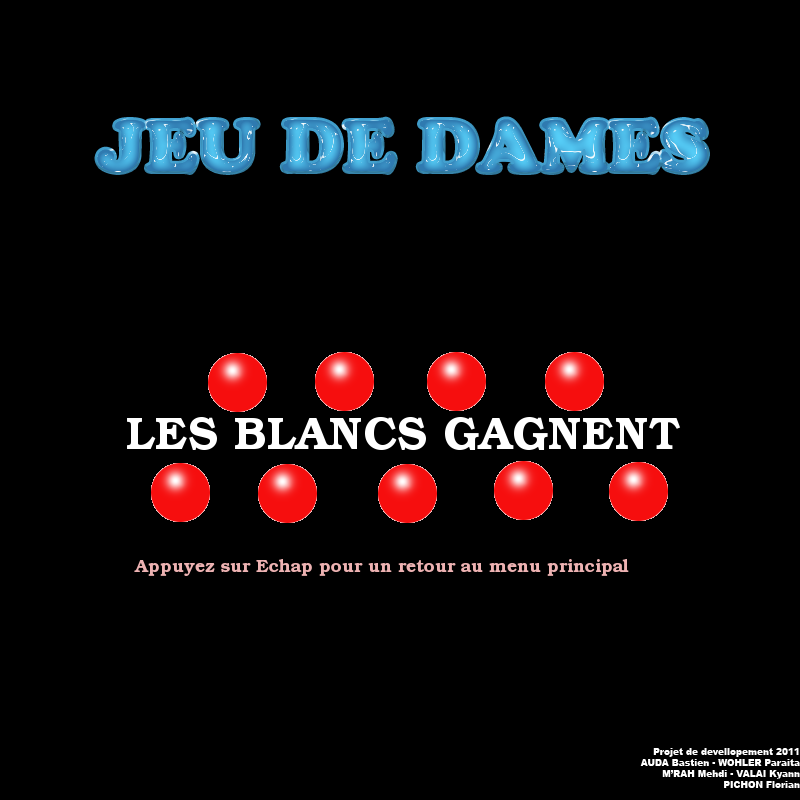 JEU DE DAMES
LES BLANCS GAGNENT
Appuyez sur Echap pour un retour au menu principal
Projet de devellopement 2011
AUDA Bastien - WOHLER Paraita
M'RAH Mehdi - VALAI Kyann
PICHON Florian